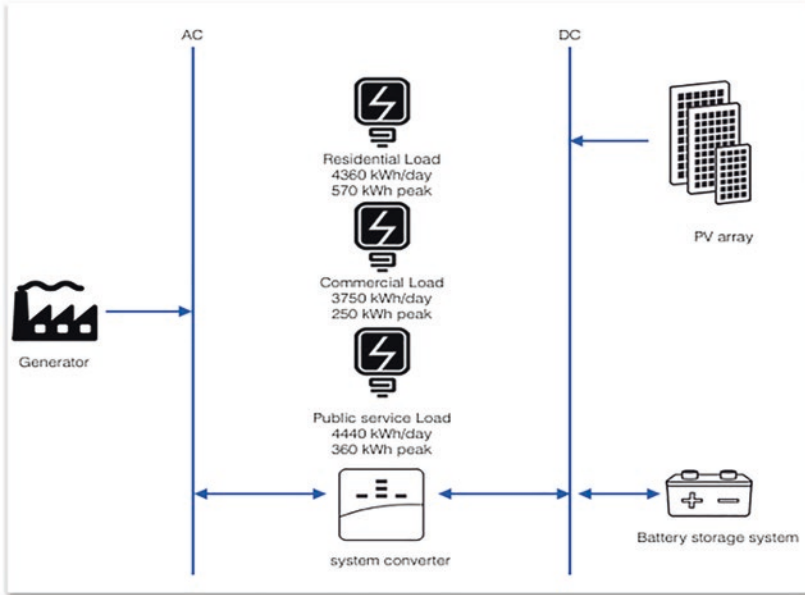 AC
DC
Residential Load
4360 kWh/day
570 kWh peak
PV array
Commercial Load
3750 kWh/day
250 kWh peak
Generator
Public service Load
4440 kWh/day
360 kWh peak
Battery storage system
system converter